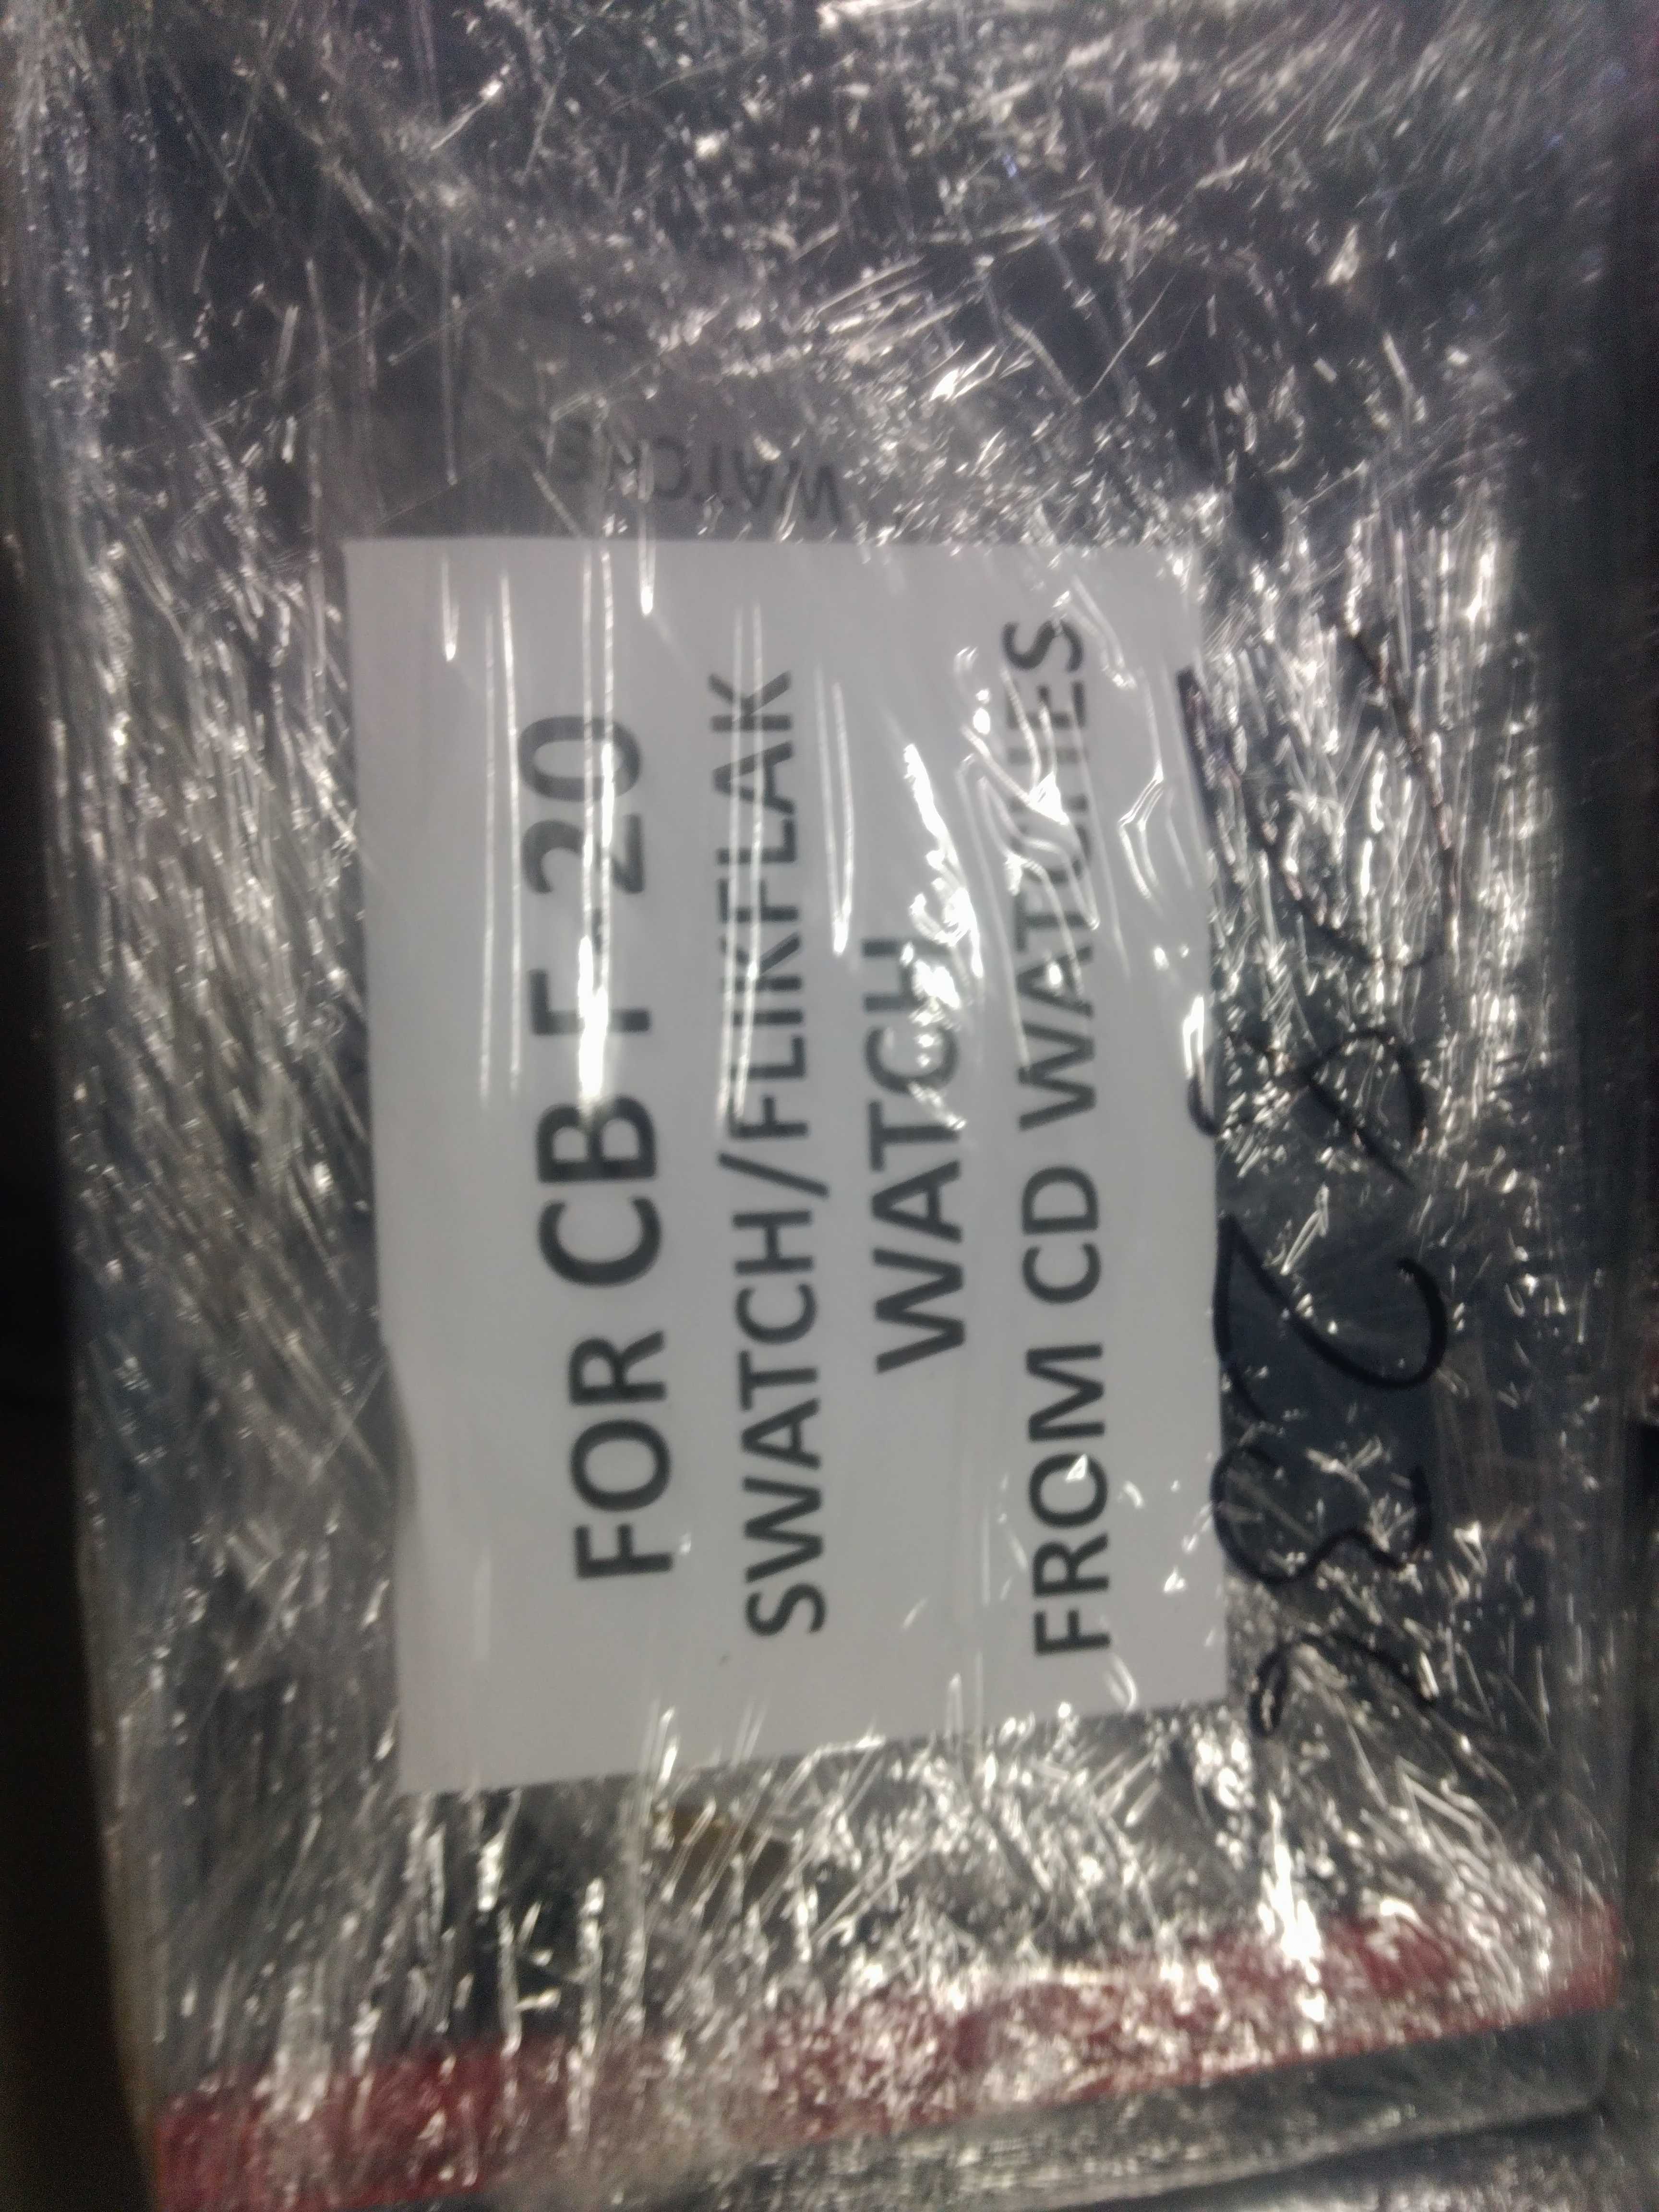 FOR CB F-20
SWATCH/FLIKFLAK
WATCH
FROM CD WATCHES